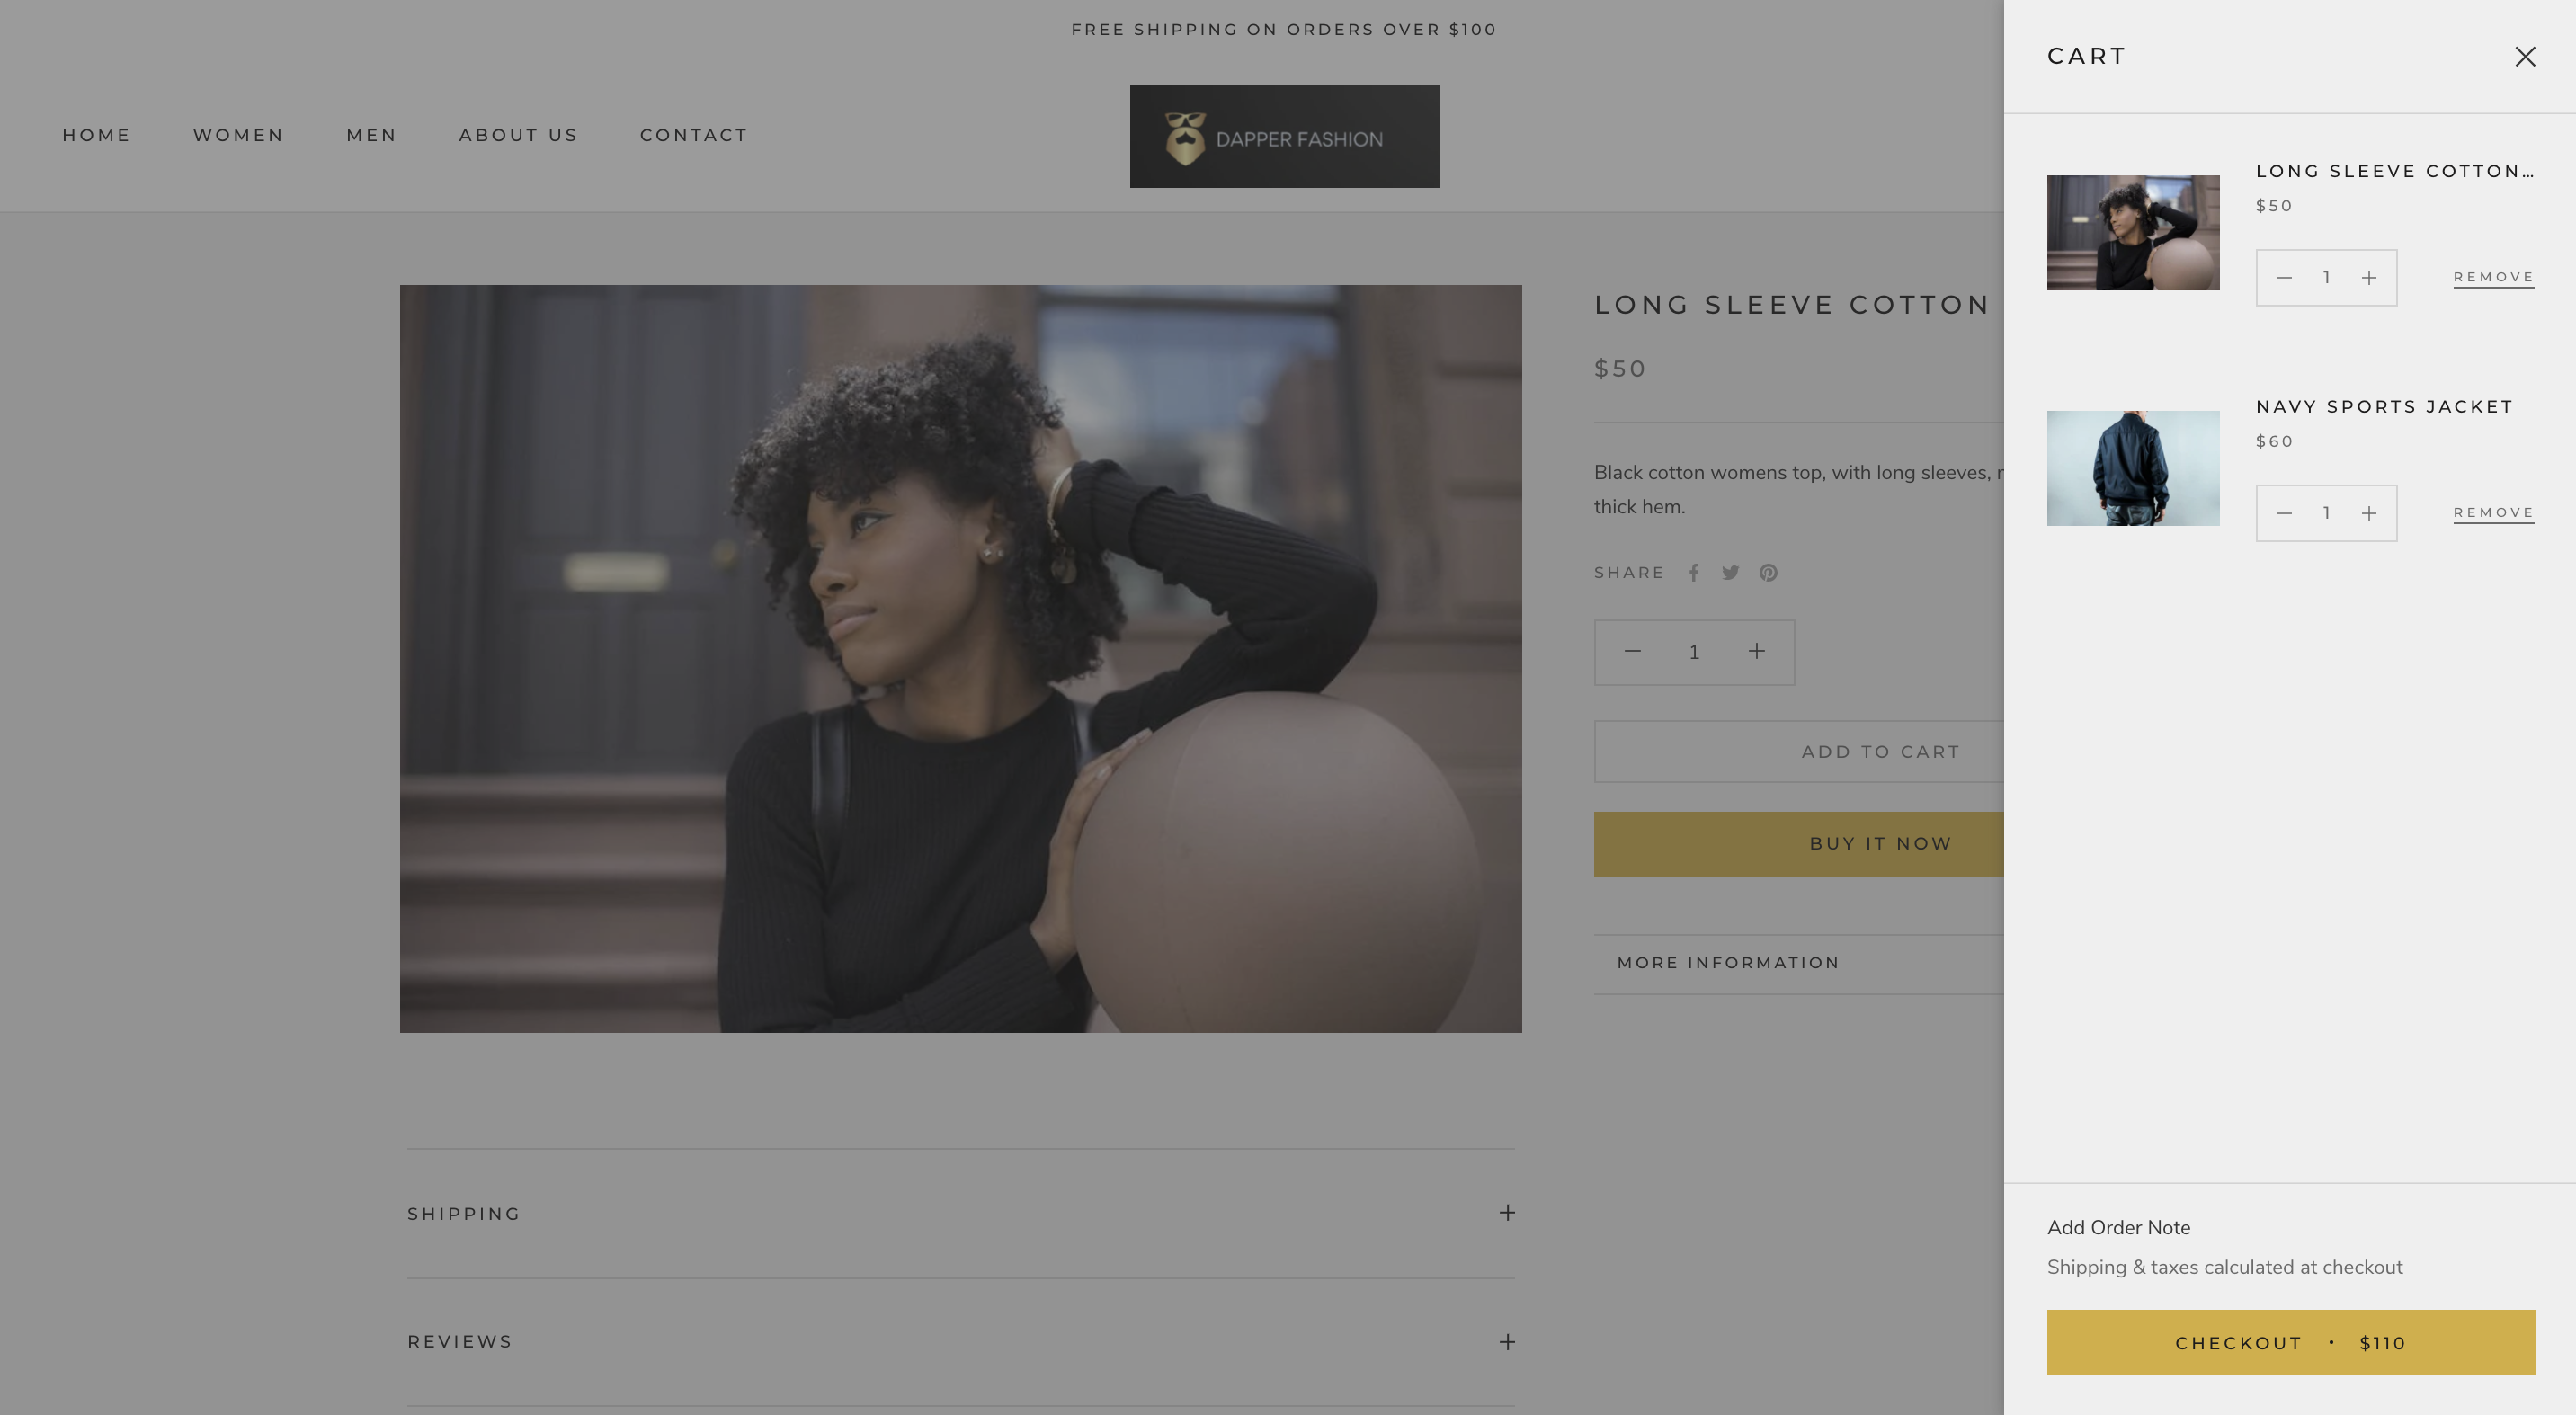 FREE SHIPPING ON ORDERS OVER $100
HOME
WOMEN
MEN
ABOUT US
CONTACT
DAPPER FASHION
LONG SLEEVE COTTON
$50
Black cotton womens top, with long sleeves,
thick hem.
SHARE
1
ADD TO CART
BUY IT NOW
MORE INFORMATION
SHIPPING
REVIEWS
CART
LONG SLEEVE COTTON…
$50
1
REMOVE
NAVY SPORTS JACKET
$60
1
REMOVE
Add Order Note
Shipping & taxes calculated at checkout
CHECKOUT • $110